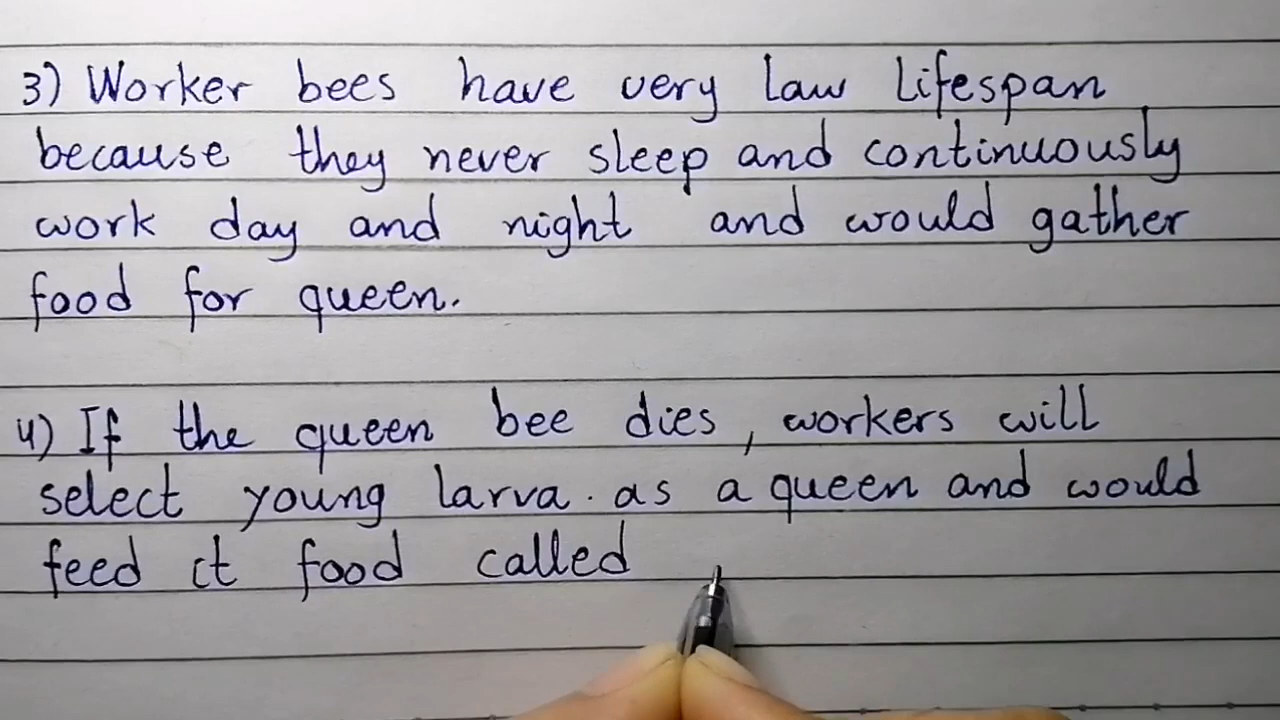 3) Worker bees have very law lifespan
because they never sleep and continuously
work day and night and would gather
food for queen.
4) If the queen bee dies, workers will
select young larva. as a queen and would
feed it food called